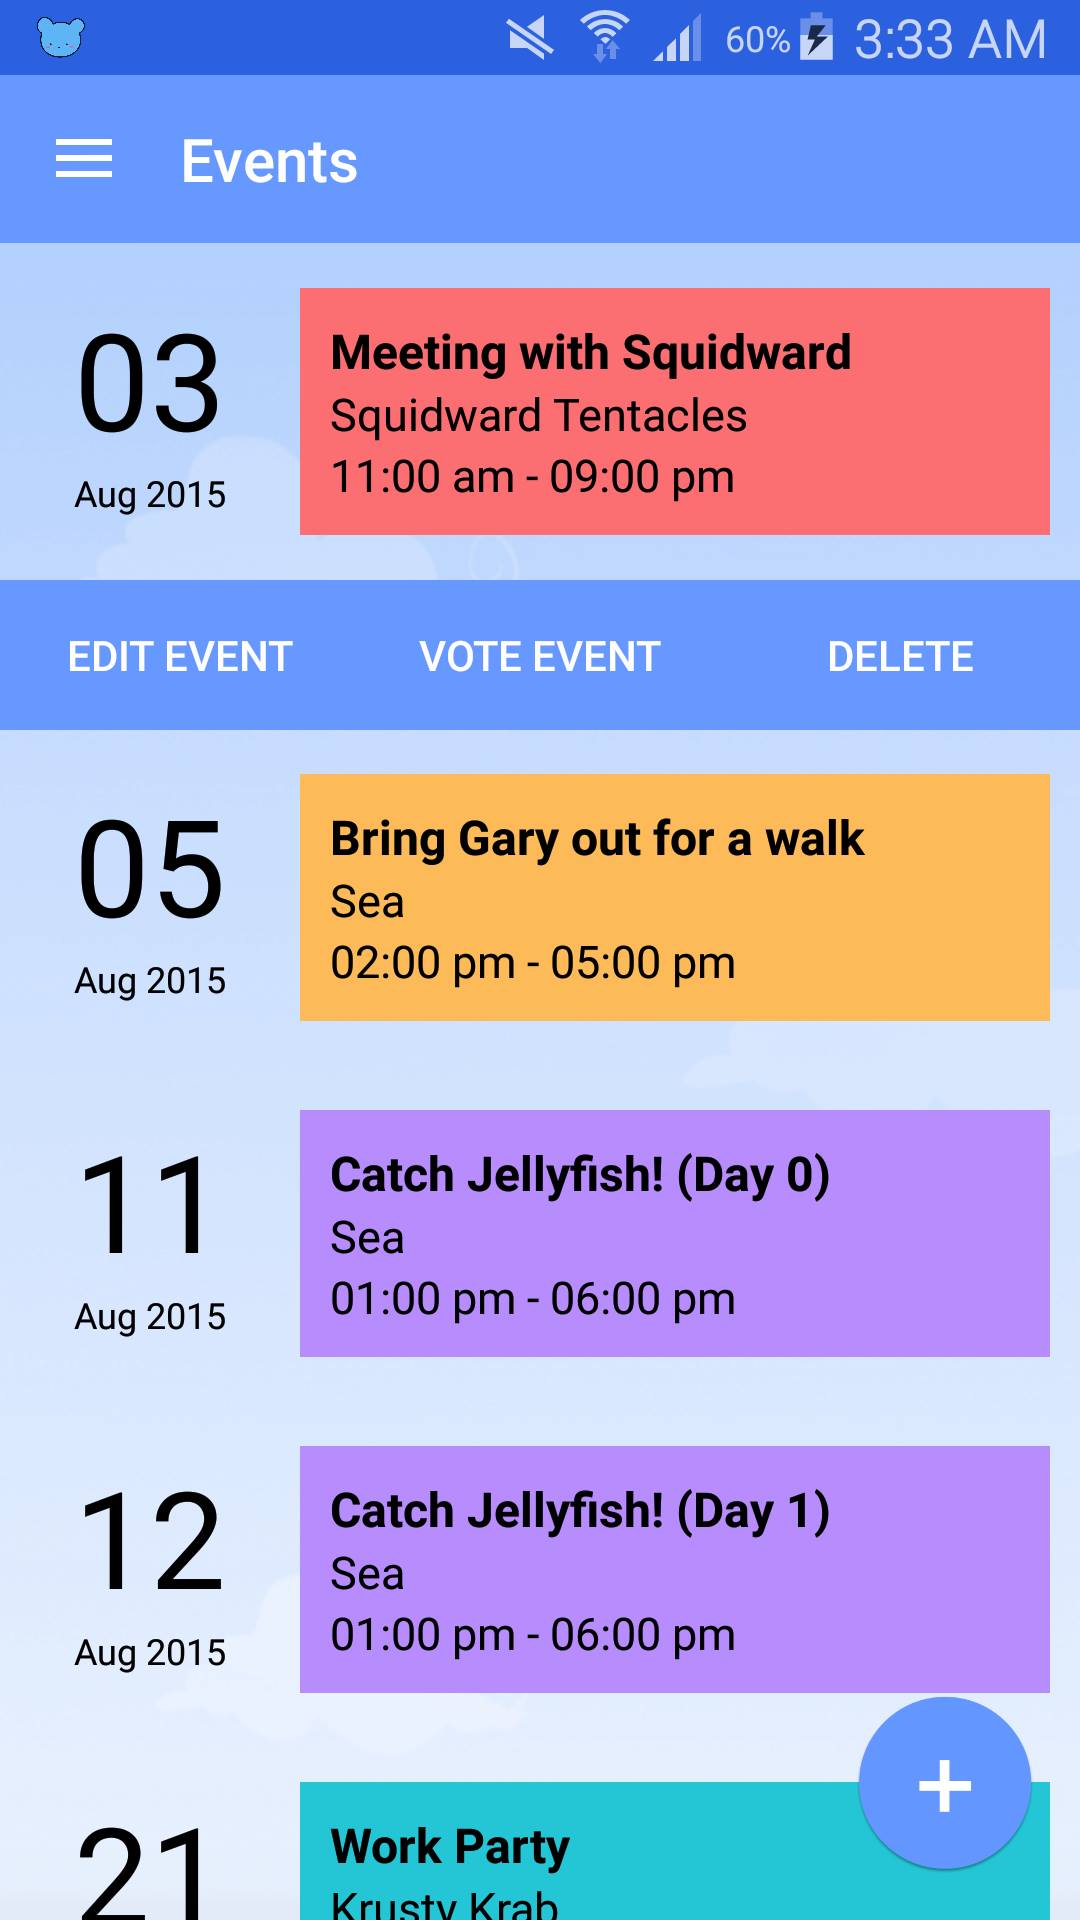 60% 3:33 AM
Events
03
Aug 2015
Meeting with Squidward
Squidward Tentacles
11:00 am - 09:00 pm
EDIT EVENT VOTE EVENT DELETE
05
Aug 2015
Bring Gary out for a walk
Sea
02:00 pm - 05:00 pm
11
Aug 2015
Catch Jellyfish! (Day 0)
Sea
01:00 pm - 06:00 pm
12
Aug 2015
Catch Jellyfish! (Day 1)
Sea
01:00 pm - 06:00 pm
+
21
Work Party
Krusty Krab